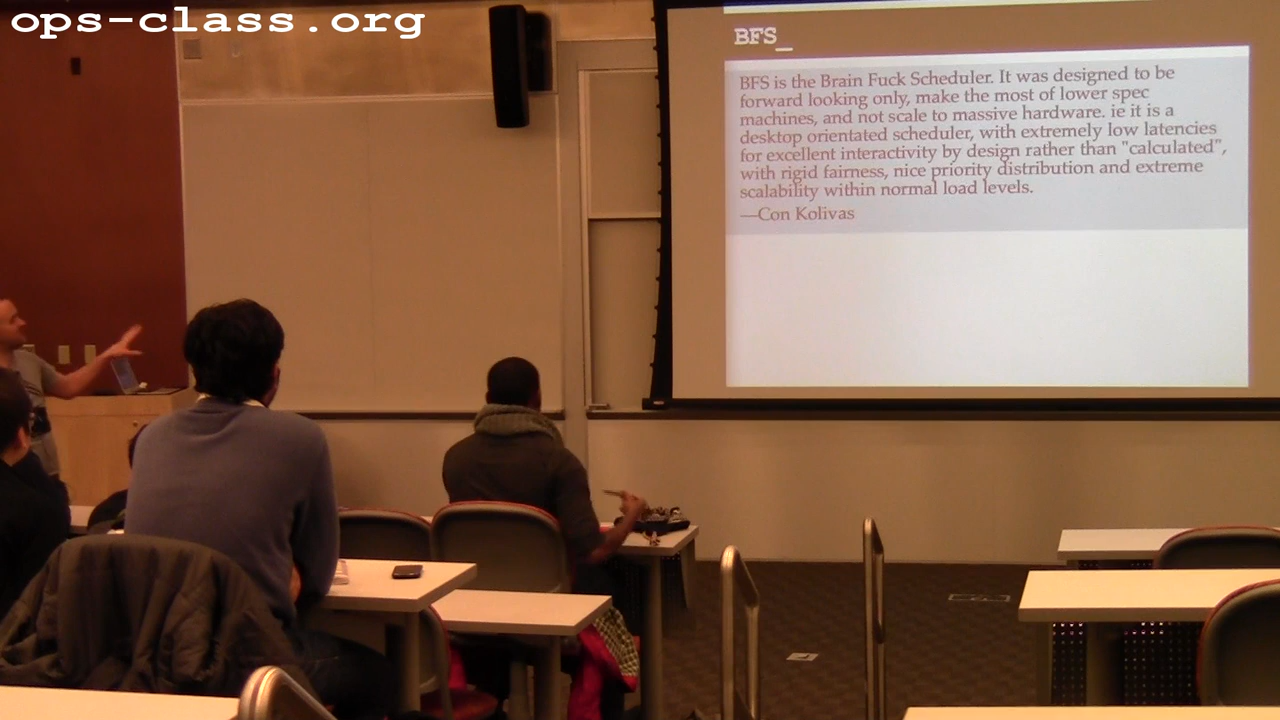 ops-class.org
BFS_
BFS is the Brain Fuck Scheduler. It was designed to be
forward looking only, make the most of lower spec
machines, and not scale to massive hardware. ie it is a
desktop orientated scheduler, with extremely low latencies
for excellent interactivity by design rather than "calculated",
with rigid fairness, nice priority distribution and extreme
scalability within normal load levels.
—Con Kolivas